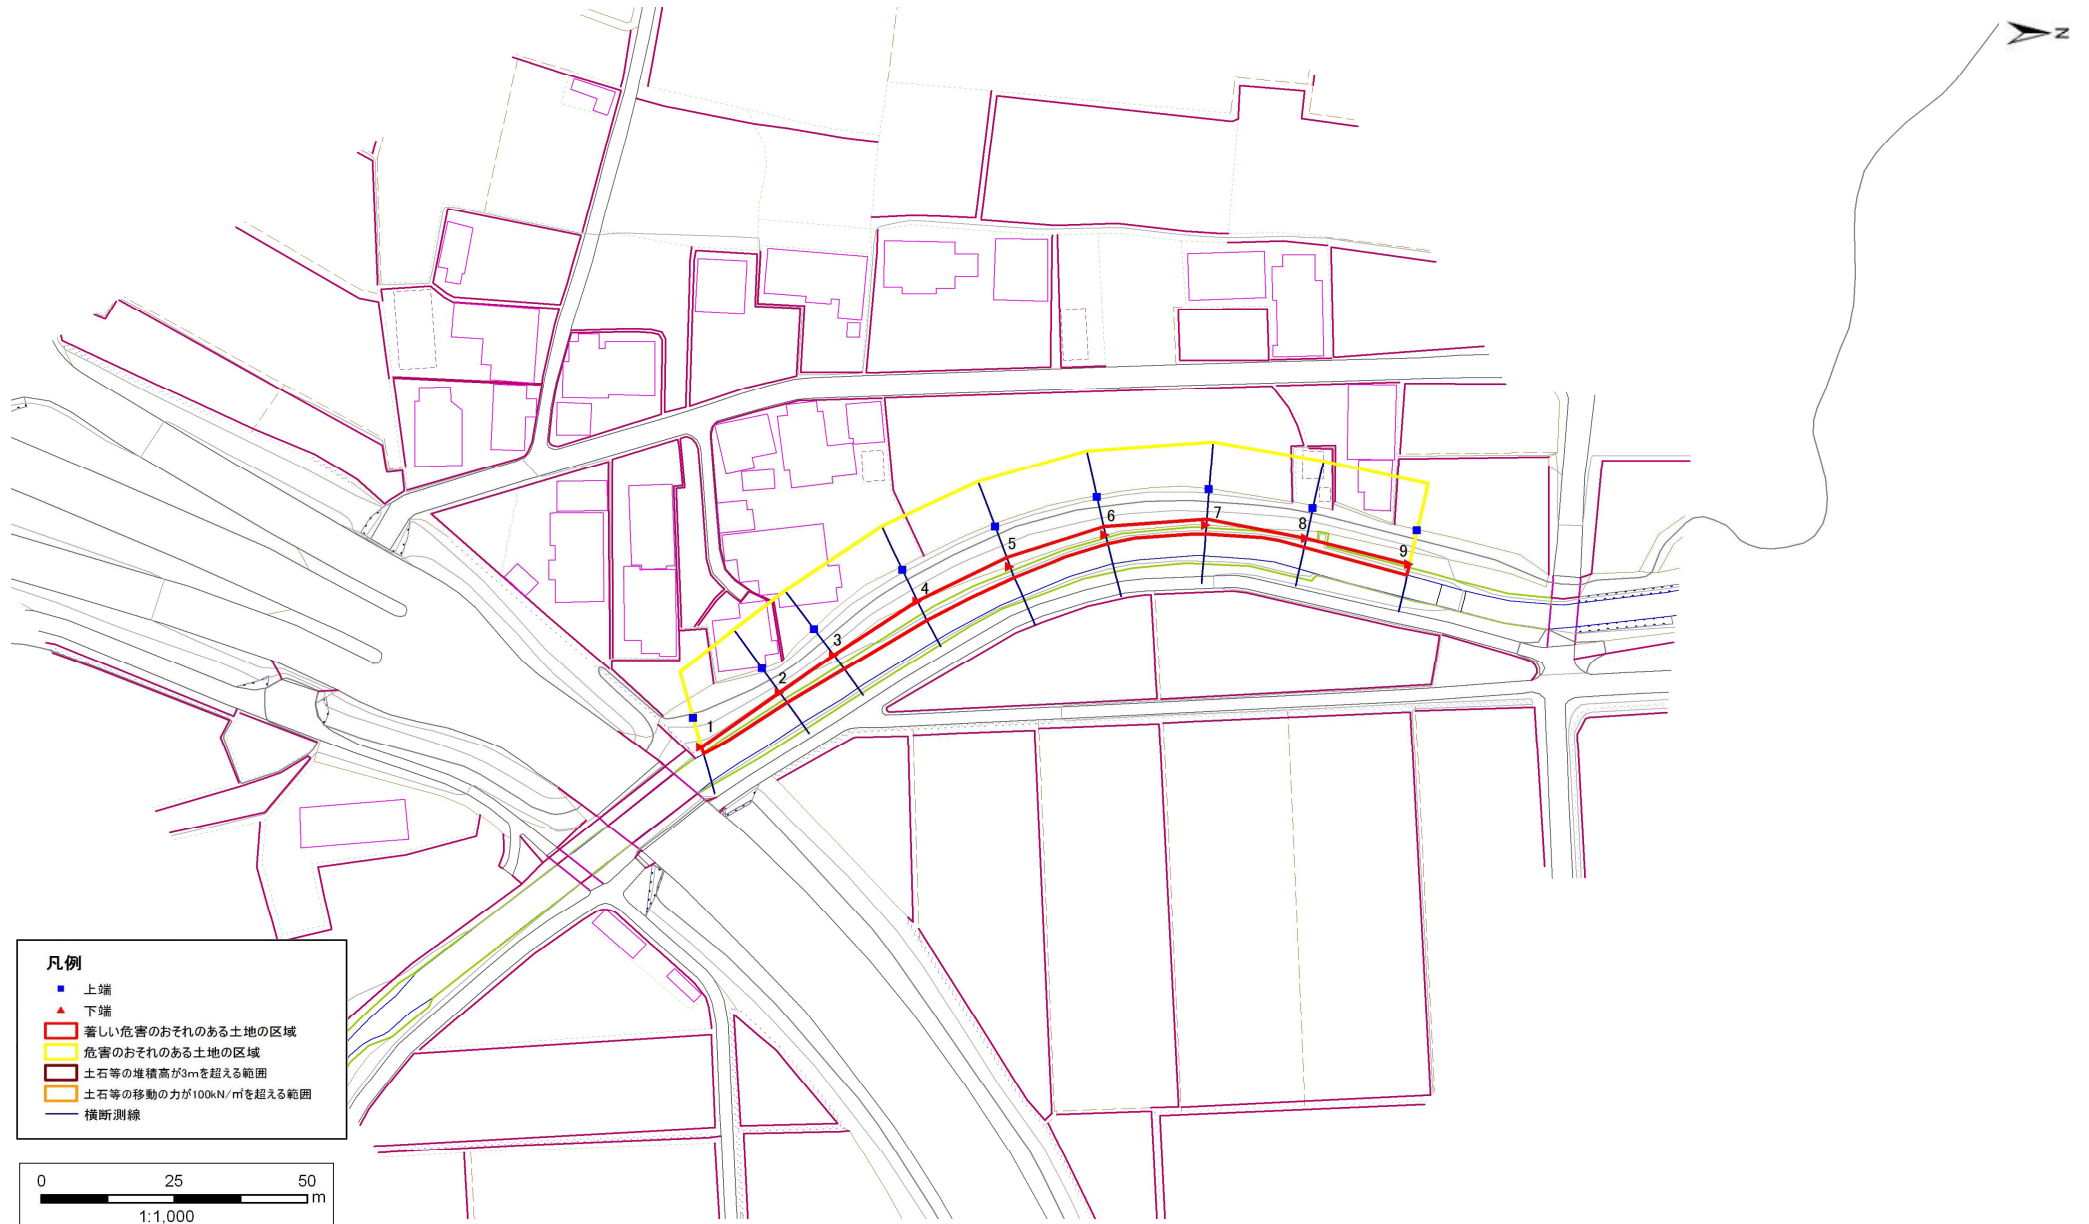 N
7
6
8
5
9
4
3
2
1
凡例
上端
下端
著しい危害のおそれのある土地の区域
危害のおそれのある土地の区域
土石等の堆積高が3mを超える範囲
土石等の移動の力が100kN/㎡を超える範囲
横断測線
0 25 50
m
1:1,000